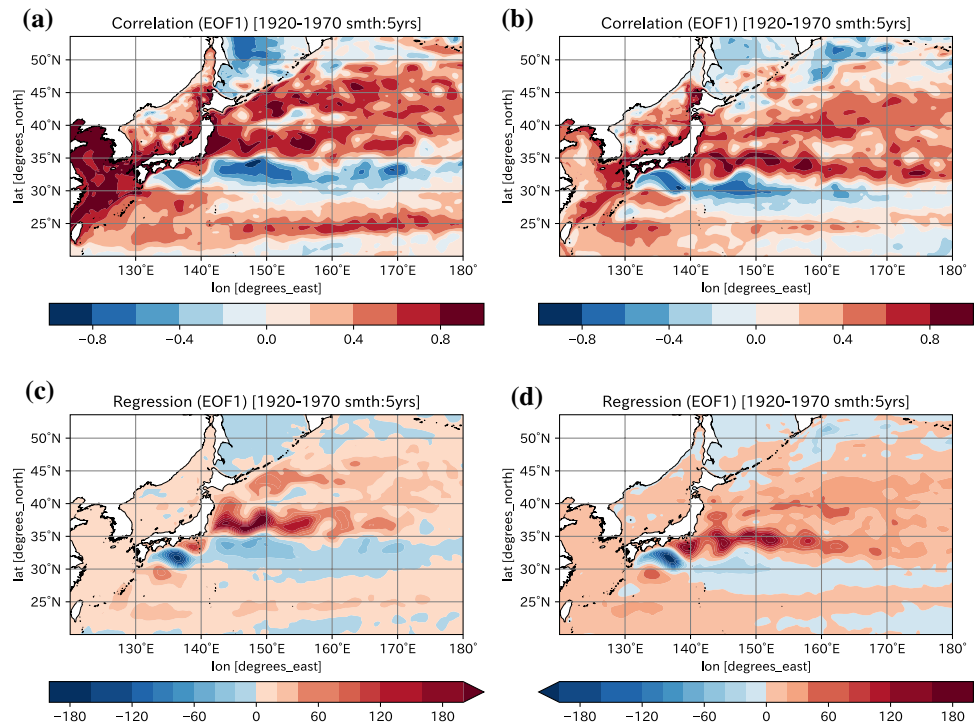 (a)
Correlation (EOF1) [1920-1970 smth:5yrs]
50°N
45°N
40°N
35°N
30°N
25°N
lat [degrees_north]
130°E 140°E 150°E 160°E 170°E 180°
lon [degrees_east]
−0.8 −0.4 0.0 0.4 0.8
(b)
Correlation (EOF1) [1920-1970 smth:5yrs]
50°N
45°N
40°N
35°N
30°N
25°N
lat [degrees_north]
130°E 140°E 150°E 160°E 170°E 180°
lon [degrees_east]
−0.8 −0.4 0.0 0.4 0.8
(c)
Regression (EOF1) [1920-1970 smth:5yrs]
50°N
45°N
40°N
35°N
30°N
25°N
lat [degrees_north]
130°E 140°E 150°E 160°E 170°E 180°
lon [degrees_east]
−180 −120 −60 0 60 120 180
(d)
Regression (EOF1) [1920-1970 smth:5yrs]
50°N
45°N
40°N
35°N
30°N
25°N
lat [degrees_north]
130°E 140°E 150°E 160°E 170°E 180°
lon [degrees_east]
−180 −120 −60 0 60 120 180